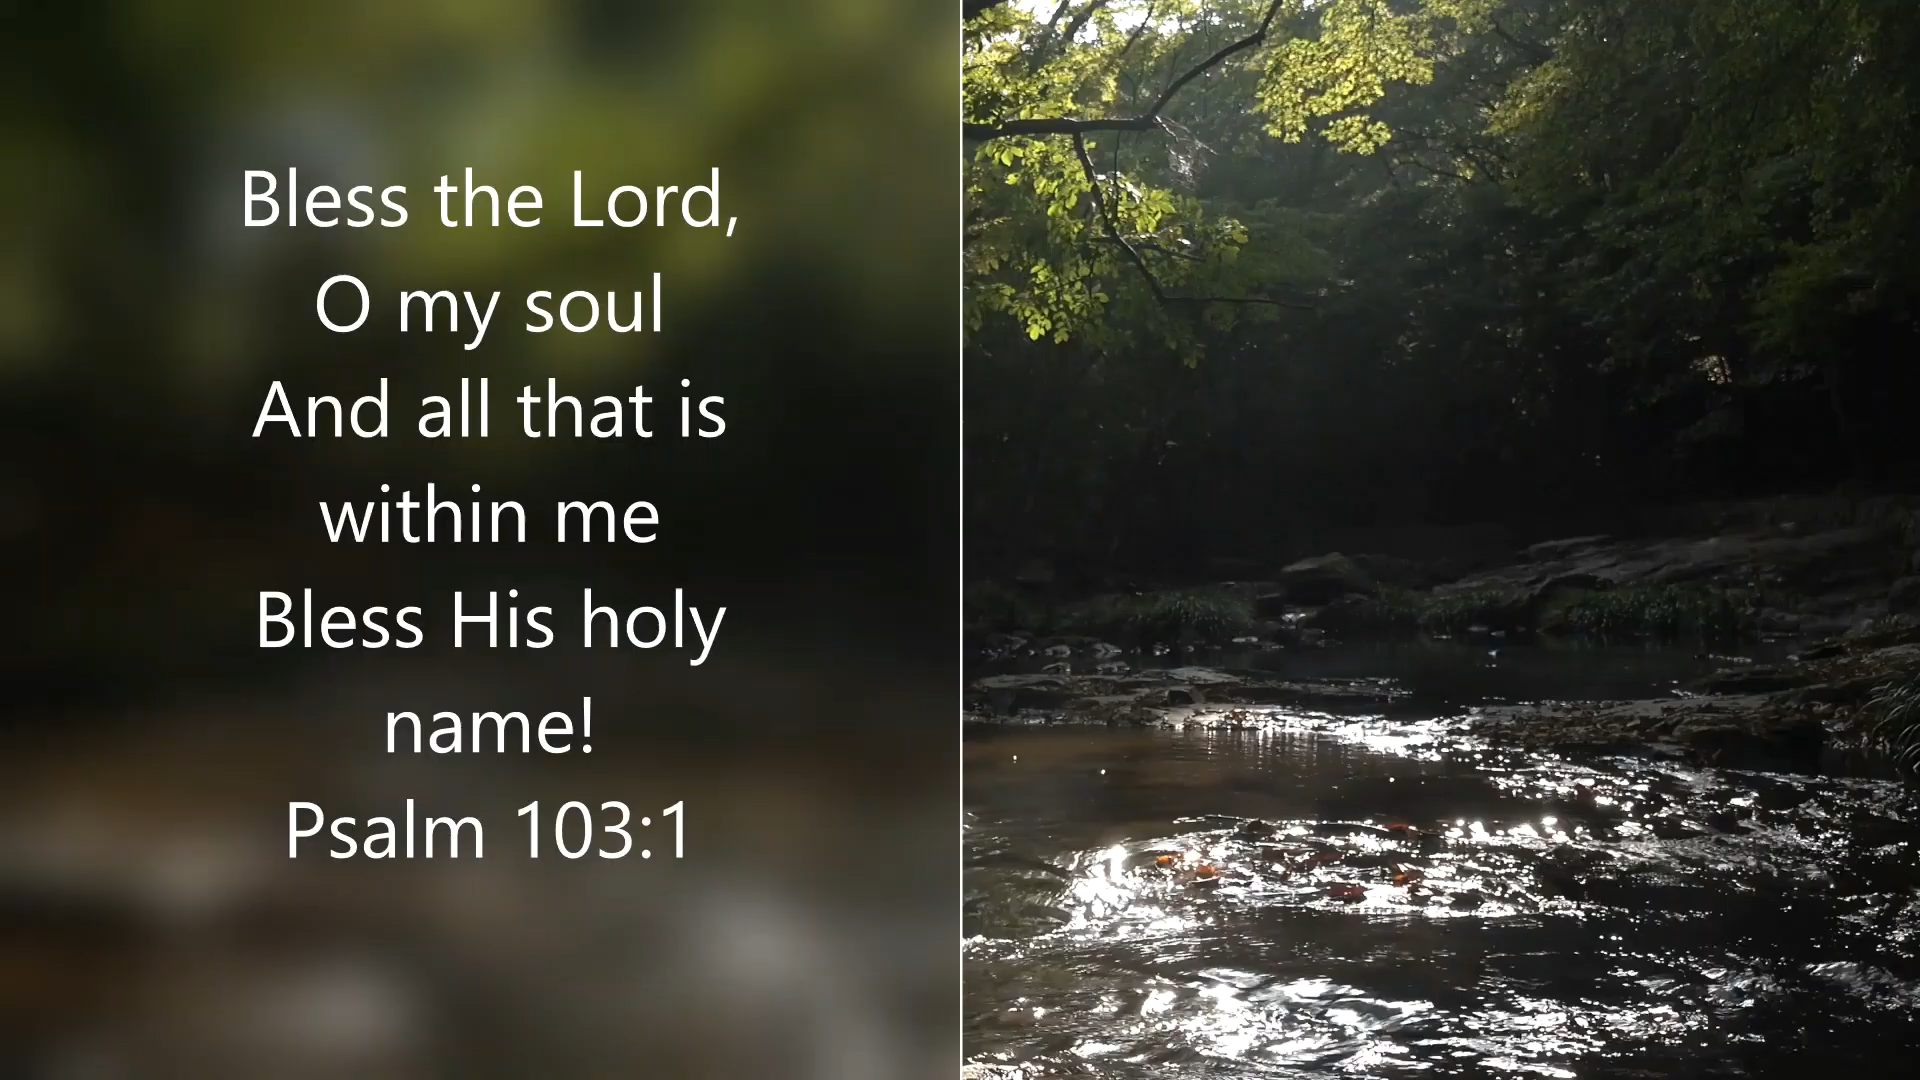 Bless the Lord,
O my soul
And all that is
within me
Bless His holy
name!
Psalm 103:1